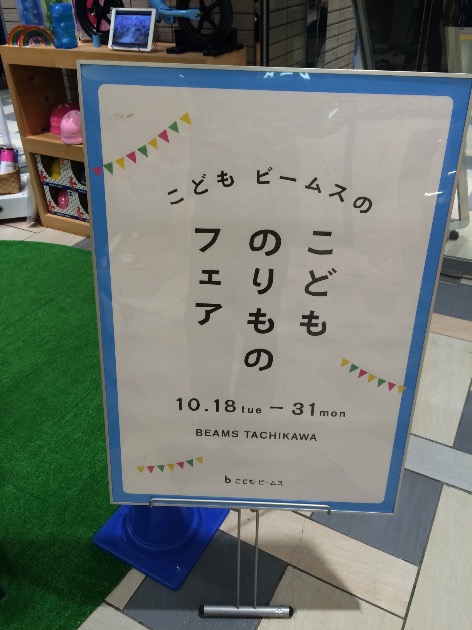 こども ビームスの
こども
のりもの
フェア
10.18 tue ー 31 mon
BEAMS TACHIKAWA
b こども ビームス